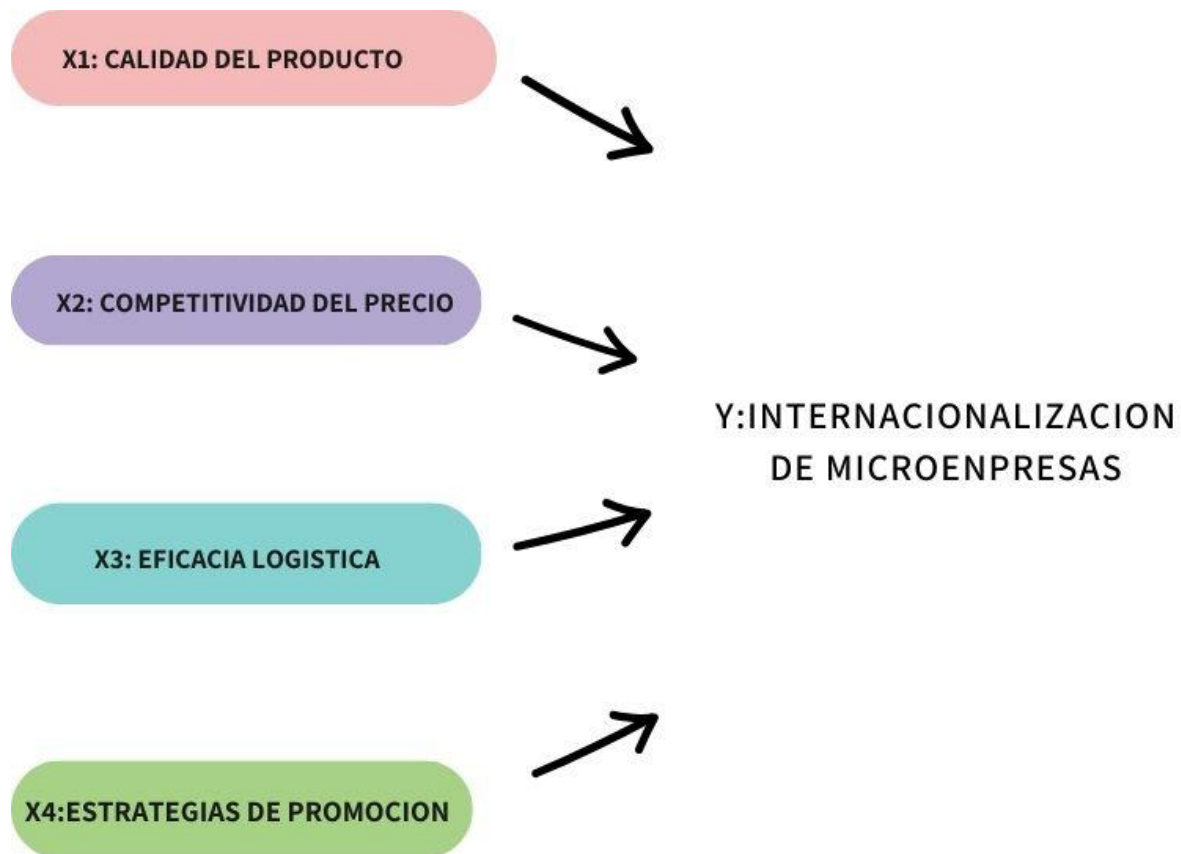 X1: CALIDAD DEL PRODUCTO
X2: COMPETITIVIDAD DEL PRECIO
Y:INTERNACIONALIZACION
DE MICROENPRESAS
X3: EFICACIA LOGISTICA
X4:ESTRATEGIAS DE PROMOCION